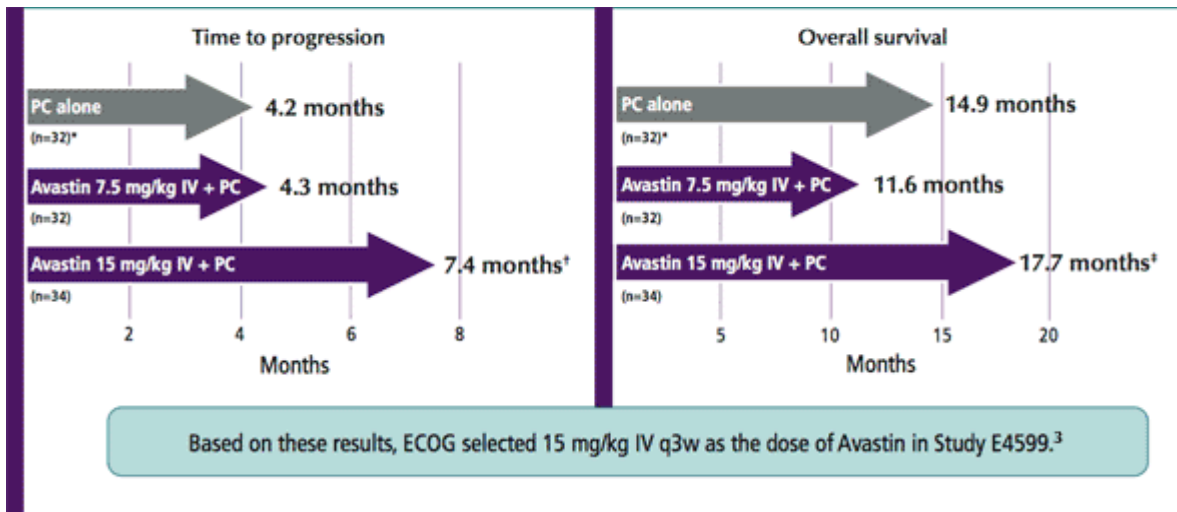 Time to progression
PC alone
4.2 months
(n=32)*
Avastin 7.5 mg/kg IV + PC
4.3 months
(n=32)
Avastin 15 mg/kg IV + PC
7.4 months†
(n=34)
2 4 6 8
Months
Overall survival
PC alone
14.9 months
(n=32)*
Avastin 7.5 mg/kg IV + PC
11.6 months
(n=32)
Avastin 15 mg/kg IV + PC
17.7 months‡
(n=34)
5 10 15 20
Months
Based on these results, ECOG selected 15 mg/kg IV q3w as the dose of Avastin in Study E4599.³